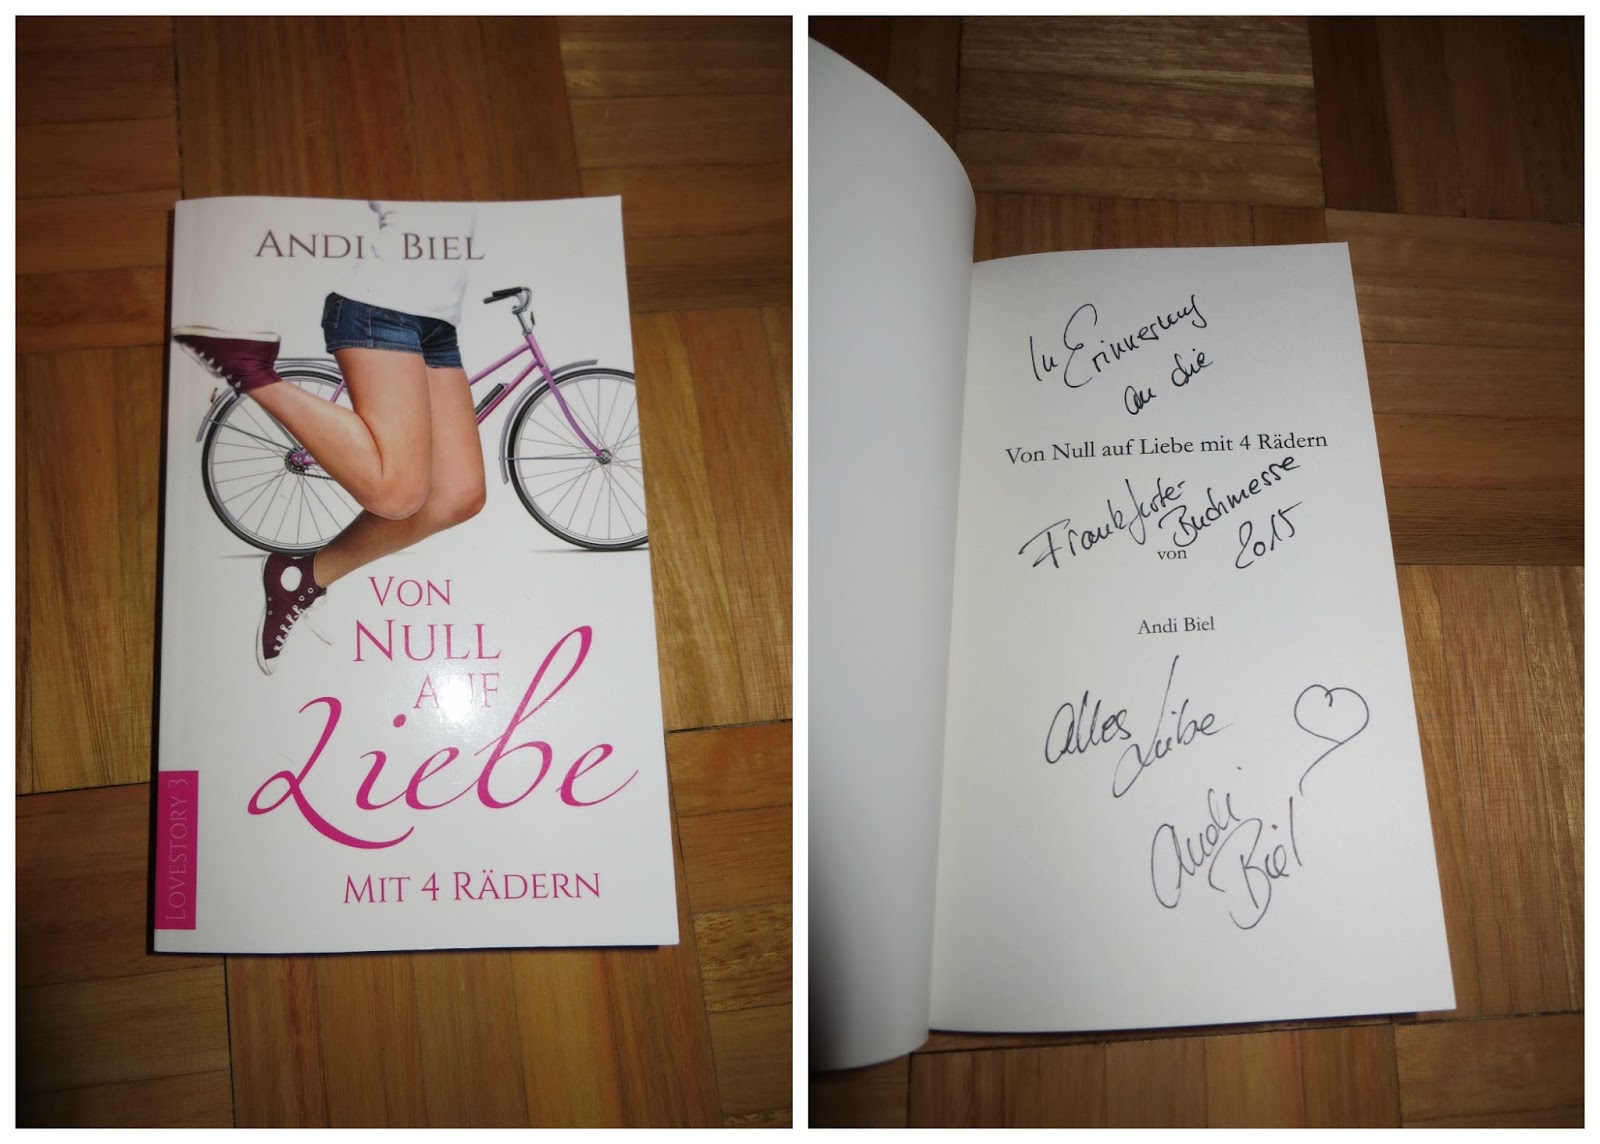 ANDI BIEL
VON
NULL
AUF
Liebe
MIT 4 RÄDERN
LOVESTORY 3
In Erinnerung
an die
Von Null auf Liebe mit 4 Rädern
Frankfurter
Buchmesse
2015
von
Andi Biel
Alles
Liebe
Andi
Biel